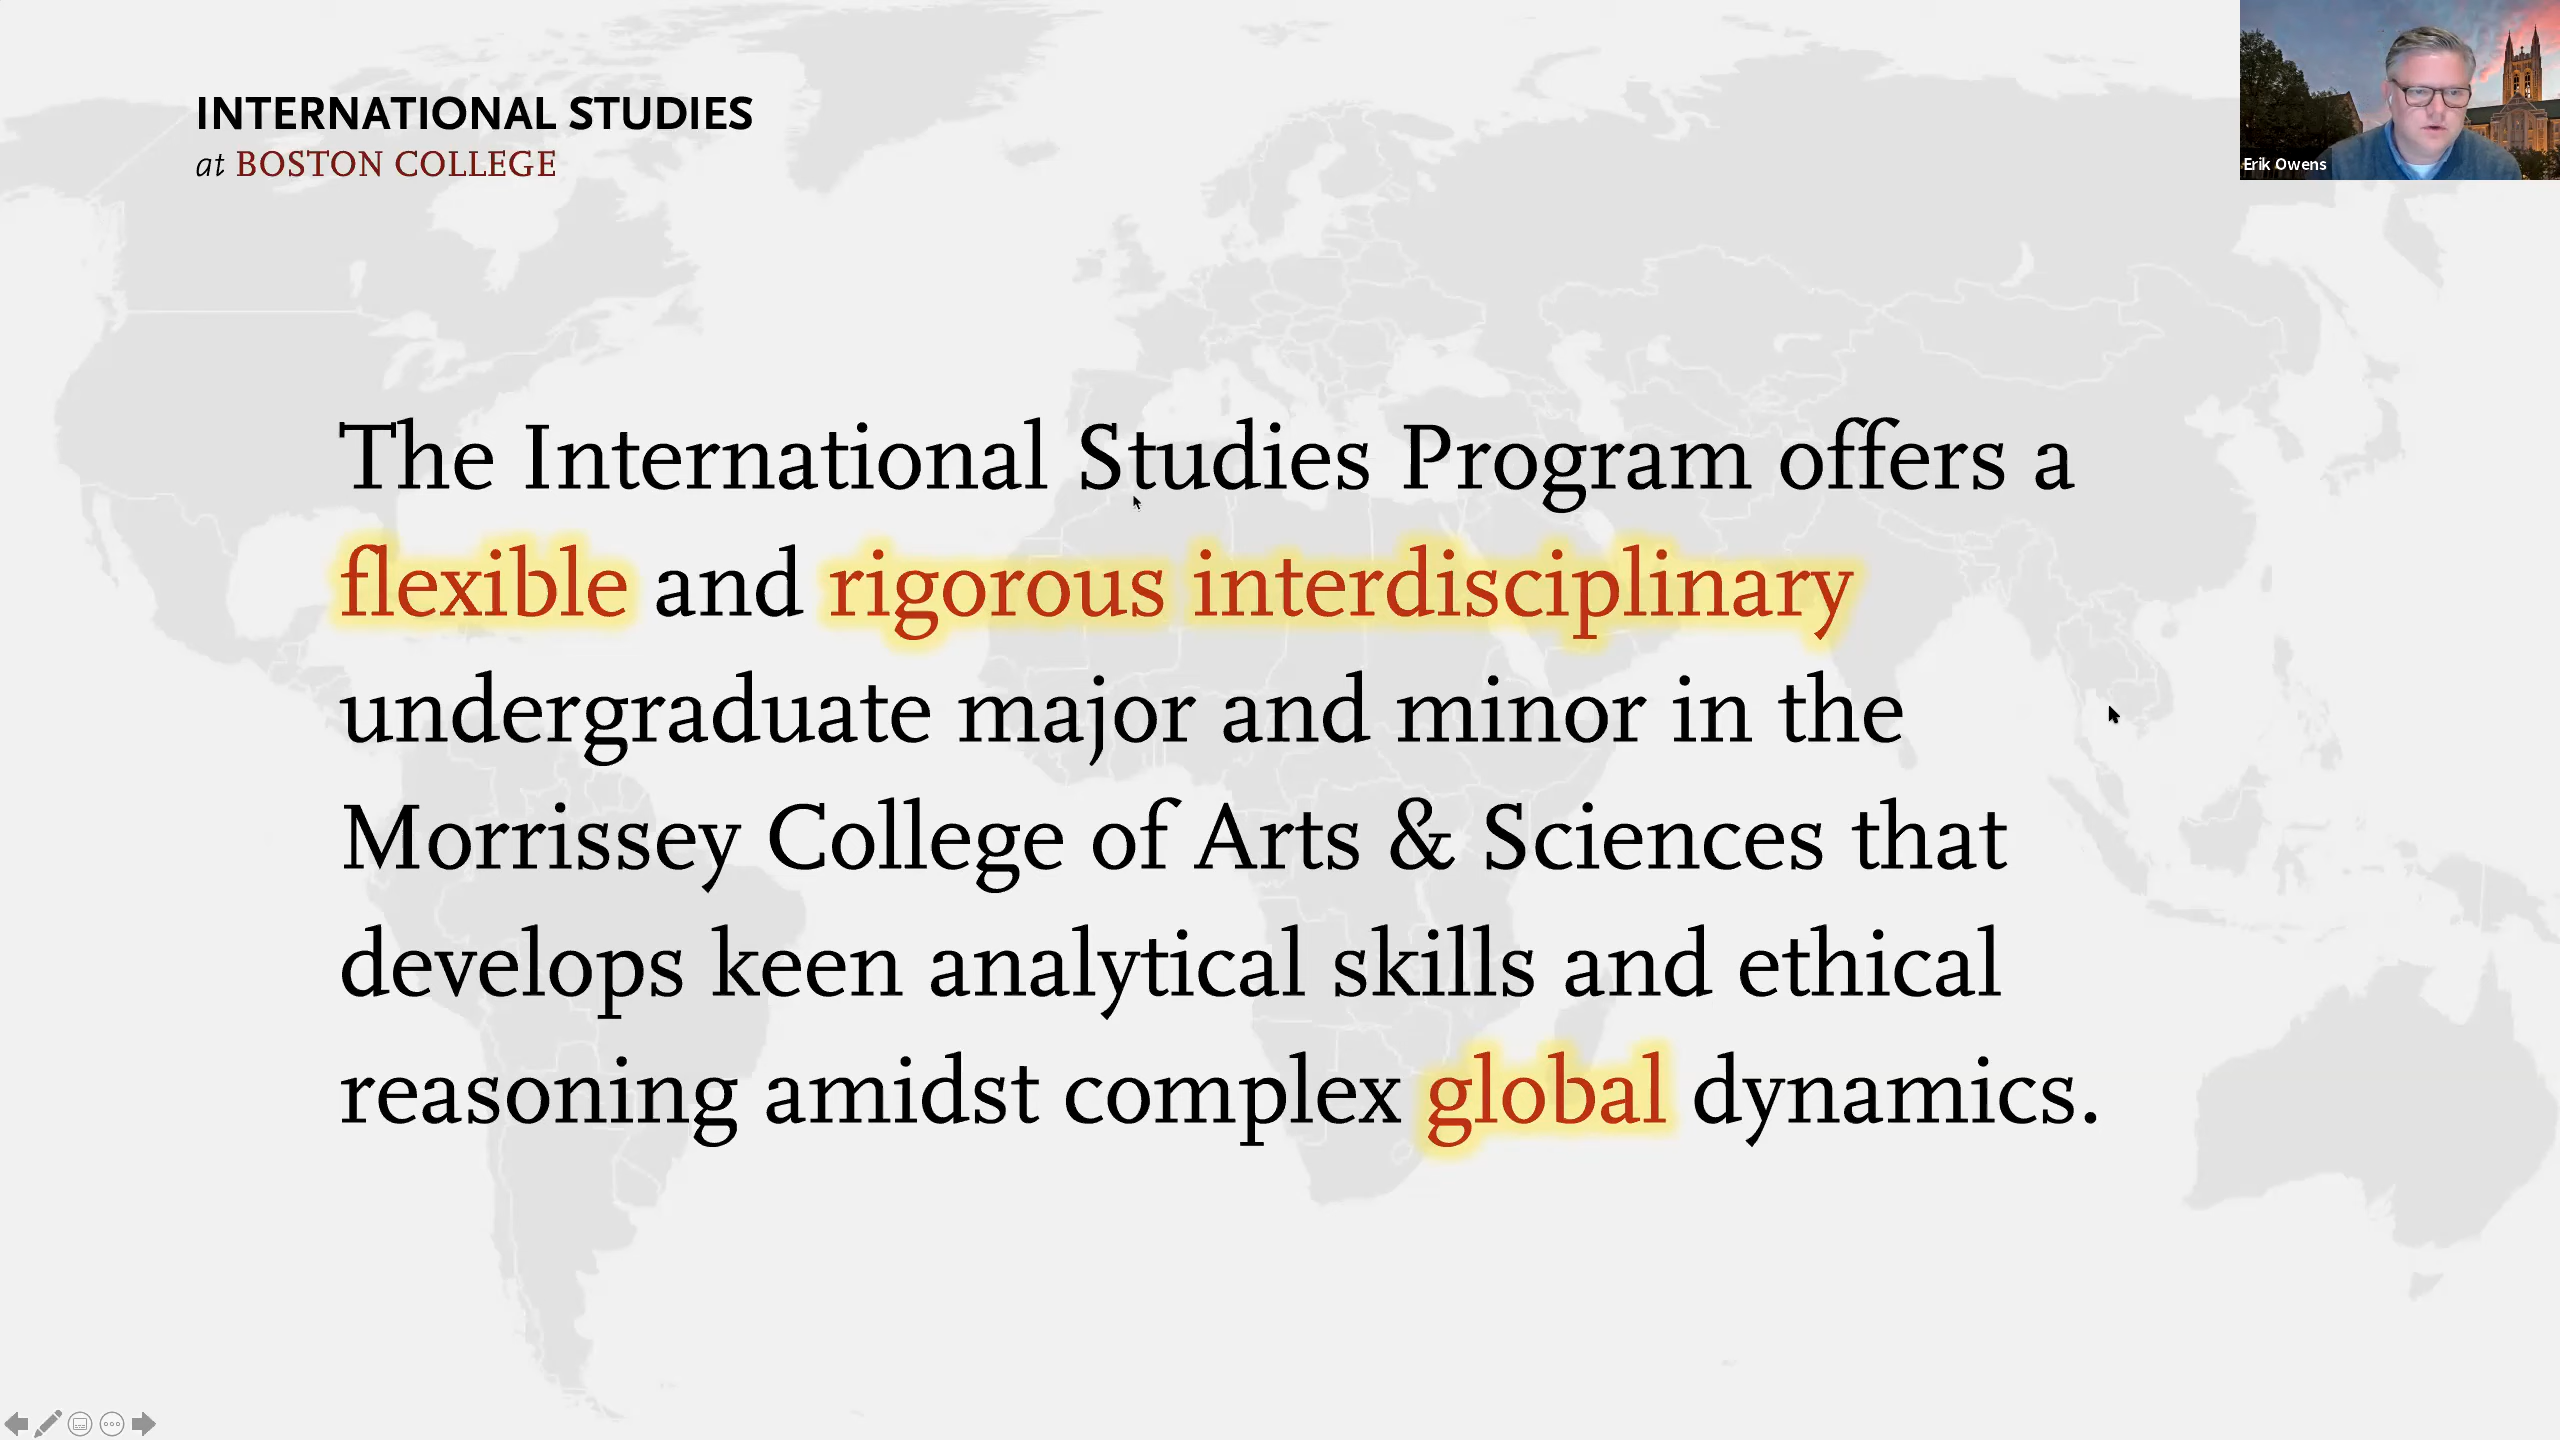 INTERNATIONAL STUDIES
at BOSTON COLLEGE
Erik Owens
The International Studies Program offers a
flexible and rigorous interdisciplinary
undergraduate major and minor in the
Morrissey College of Arts & Sciences that
develops keen analytical skills and ethical
reasoning amidst complex global dynamics.